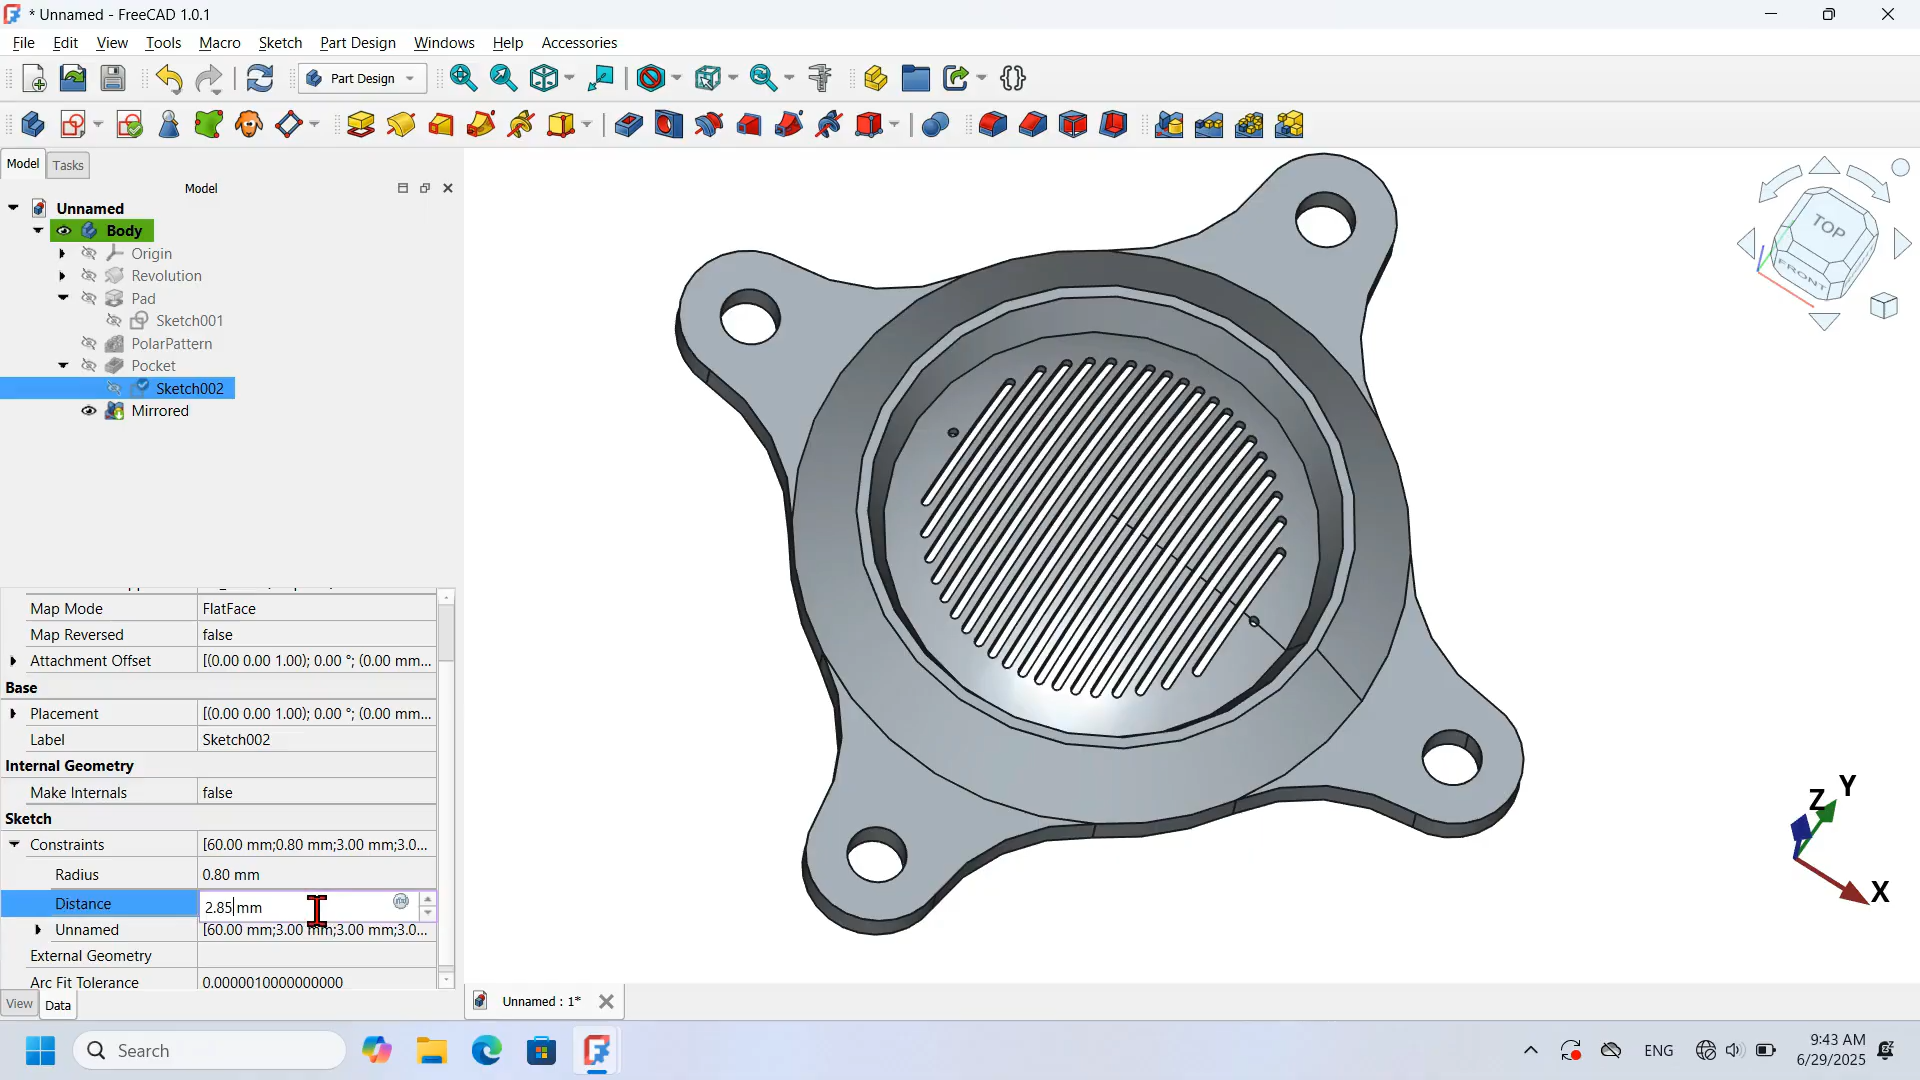 * Unnamed - FreeCAD 1.0.1
File Edit View Tools Macro Sketch Part Design Windows Help Accessories
Part Design
Model Tasks
Model
Unnamed
Body
Origin
Revolution
Pad
Sketch001
PolarPattern
Pocket
Sketch002
Mirrored
TOP
FRONT
Map Mode FlatFace
Map Reversed false
Attachment Offset [(0.00 0.00 1.00); 0.00 °; (0.00 mm...
Base
Placement [(0.00 0.00 1.00); 0.00 °; (0.00 mm...
Label Sketch002
Internal Geometry
Make Internals false
Sketch
Constraints [60.00 mm;0.80 mm;3.00 mm;3.0...
Radius 0.80 mm
Distance 2.85 mm
Unnamed [60.00 mm;3.00 mm;3.00 mm;3.0...
External Geometry
Arc Fit Tolerance 0.0000010000000000
View Data
Unnamed : 1*
Z Y
X
Search
ENG
9:43 AM
6/29/2025